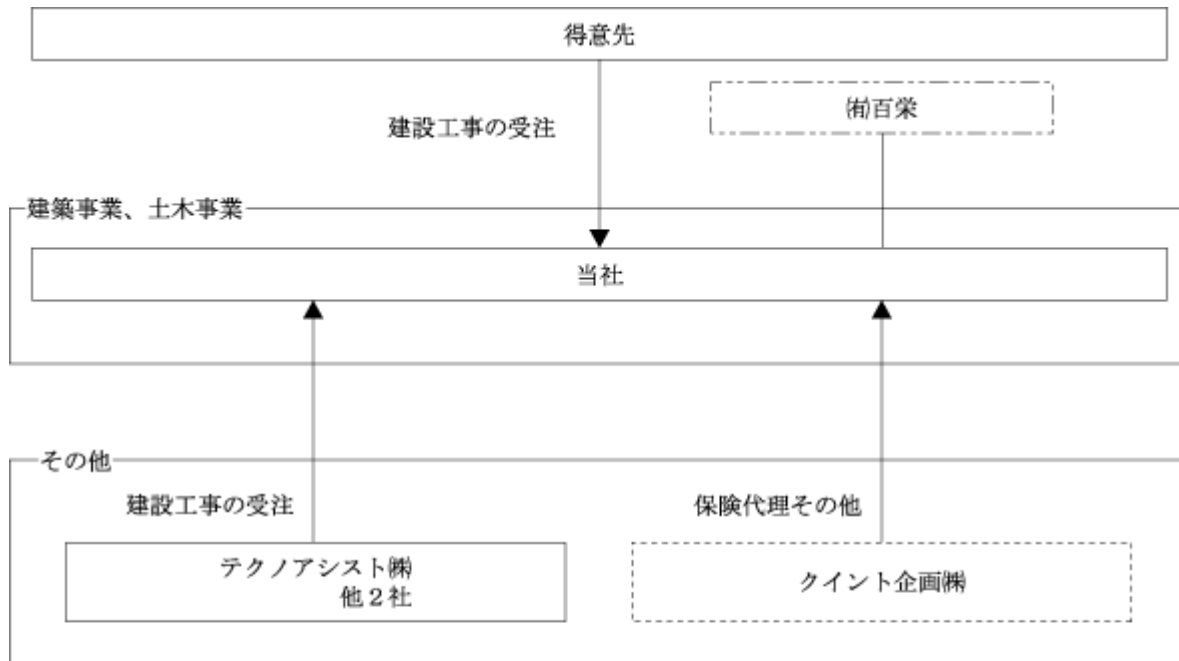 得意先
建設工事の受注
㈲百栄
建築事業、土木事業
当社
その他
建設工事の受注
保険代理その他
テクノアシスト㈱
他２社
クイント企画㈱